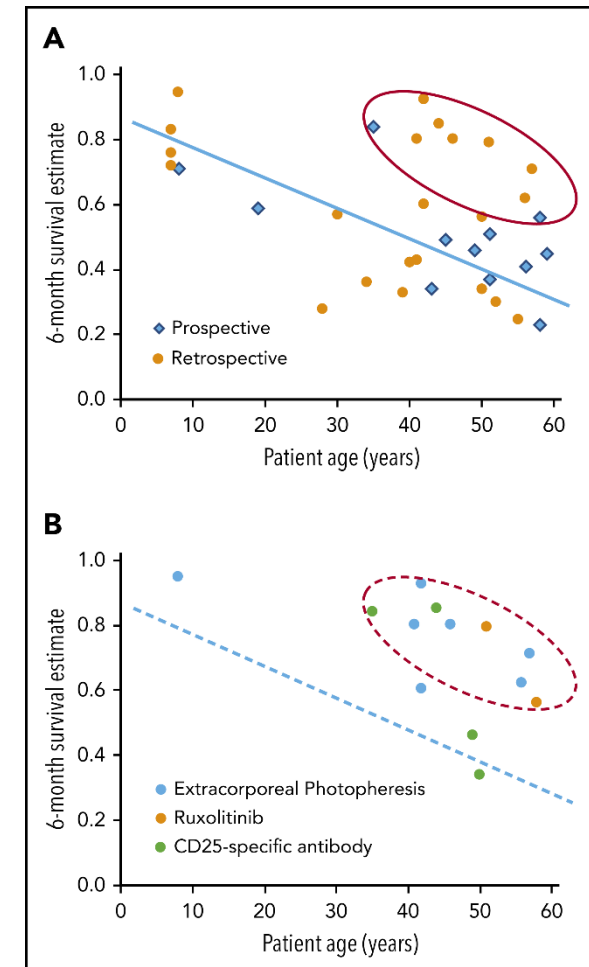 A
1.0
0.8
0.6
0.4
0.2
0.0
6-month survival estimate
Prospective
Retrospective
0 10 20 30 40 50 60
Patient age (years)
B
1.0
0.8
0.6
0.4
0.2
0.0
6-month survival estimate
Extracorporeal Photopheresis
Ruxolitinib
CD25-specific antibody
0 10 20 30 40 50 60
Patient age (years)